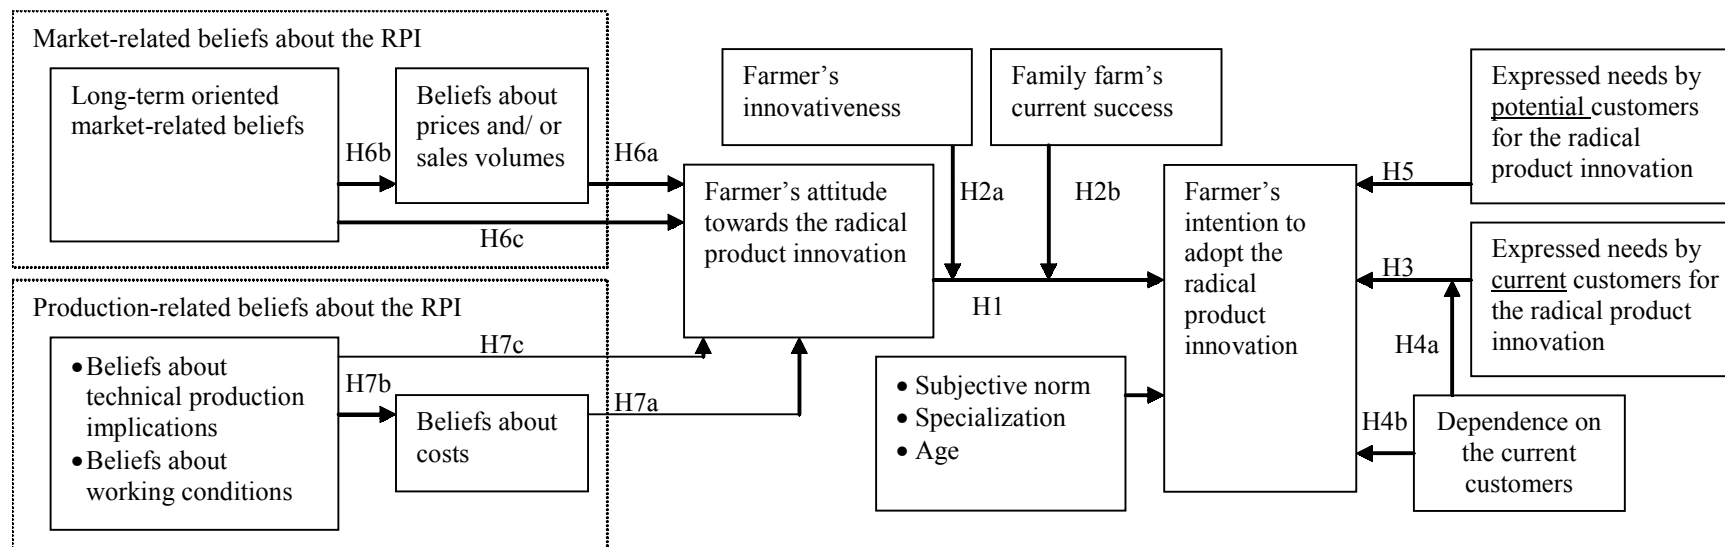 Market-related beliefs about the RPI
Long-term oriented
market-related beliefs
H6b
Beliefs about
prices and/ or
sales volumes
H6a
H6c
Production-related beliefs about the RPI
•Beliefs about
technical production
implications
•Beliefs about
working conditions
H7c
H7b
Beliefs about
costs
H7a
Farmer’s
innovativeness
Family farm’s
current success
H2a
H2b
Farmer’s attitude
towards the radical
product innovation
H1
• Subjective norm
• Specialization
• Age
Farmer’s
intention to
adopt the
radical
product
innovation
Expressed needs by
potential customers
for the radical
product innovation
H5
Expressed needs by
current customers for
the radical product
innovation
H3
H4a
H4b
Dependence on
the current
customers